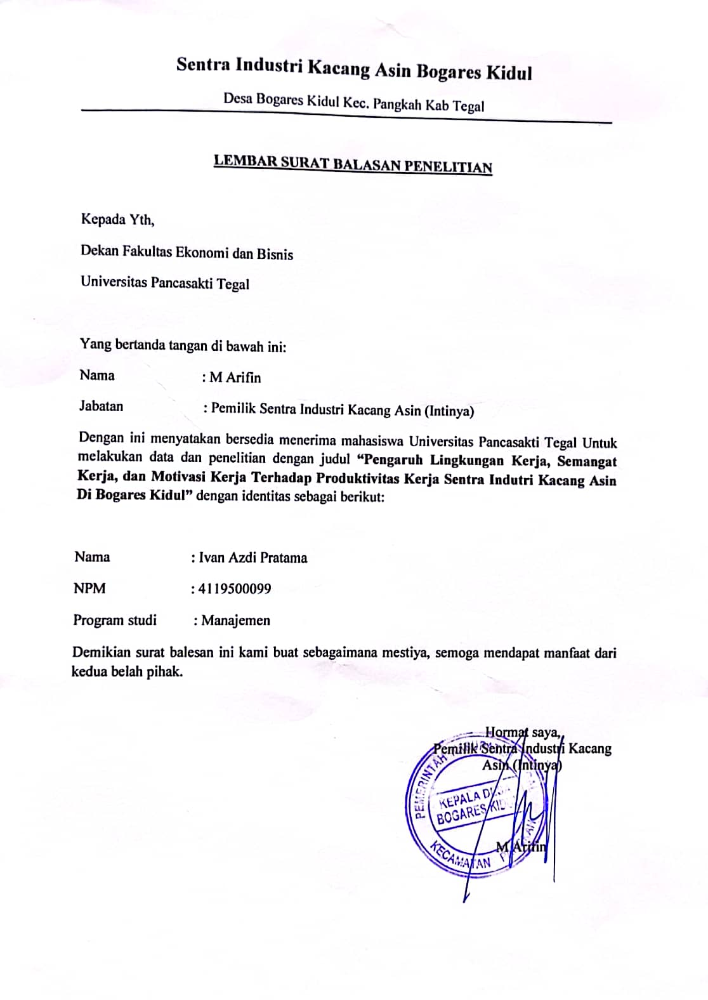 Sentra Industri Kacang Asin Bogares Kidul
Desa Bogares Kidul Kec. Pangkah Kab Tegal
LEMBAR SURAT BALASAN PENELITIAN
Kepada Yth,
Dekan Fakultas Ekonomi dan Bisnis
Universitas Pancasakti Tegal
Yang bertanda tangan di bawah ini:
Nama : M Arifin
Jabatan : Pemilik Sentra Industri Kacang Asin (Intinya)
Dengan ini menyatakan bersedia menerima mahasiswa Universitas Pancasakti Tegal Untuk
melakukan data dan penelitian dengan judul “Pengaruh Lingkungan Kerja, Semangat
Kerja, dan Motivasi Kerja Terhadap Produktivitas Kerja Sentra Indutri Kacang Asin
Di Bogares Kidul” dengan identitas sebagai berikut:
Nama : Ivan Azdi Pratama
NPM : 4119500099
Program studi : Manajemen
Demikian surat balesan ini kami buat sebagaimana mestiya, semoga mendapat manfaat dari
kedua belah pihak.
Hormat saya,
Pemilik Sentra Industri Kacang
Asin (Intinya)
PEMERINTAH
KEPALA
BOGARES
KECAMATAN
M Arifin